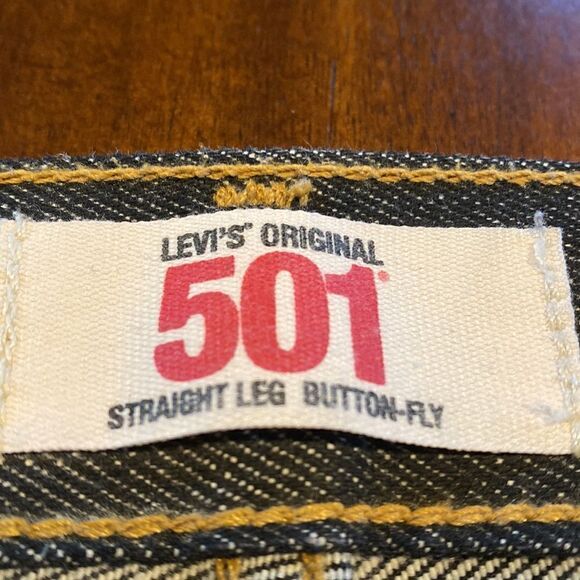 LEVI'S® ORIGINAL
501®
STRAIGHT LEG BUTTON-FLY